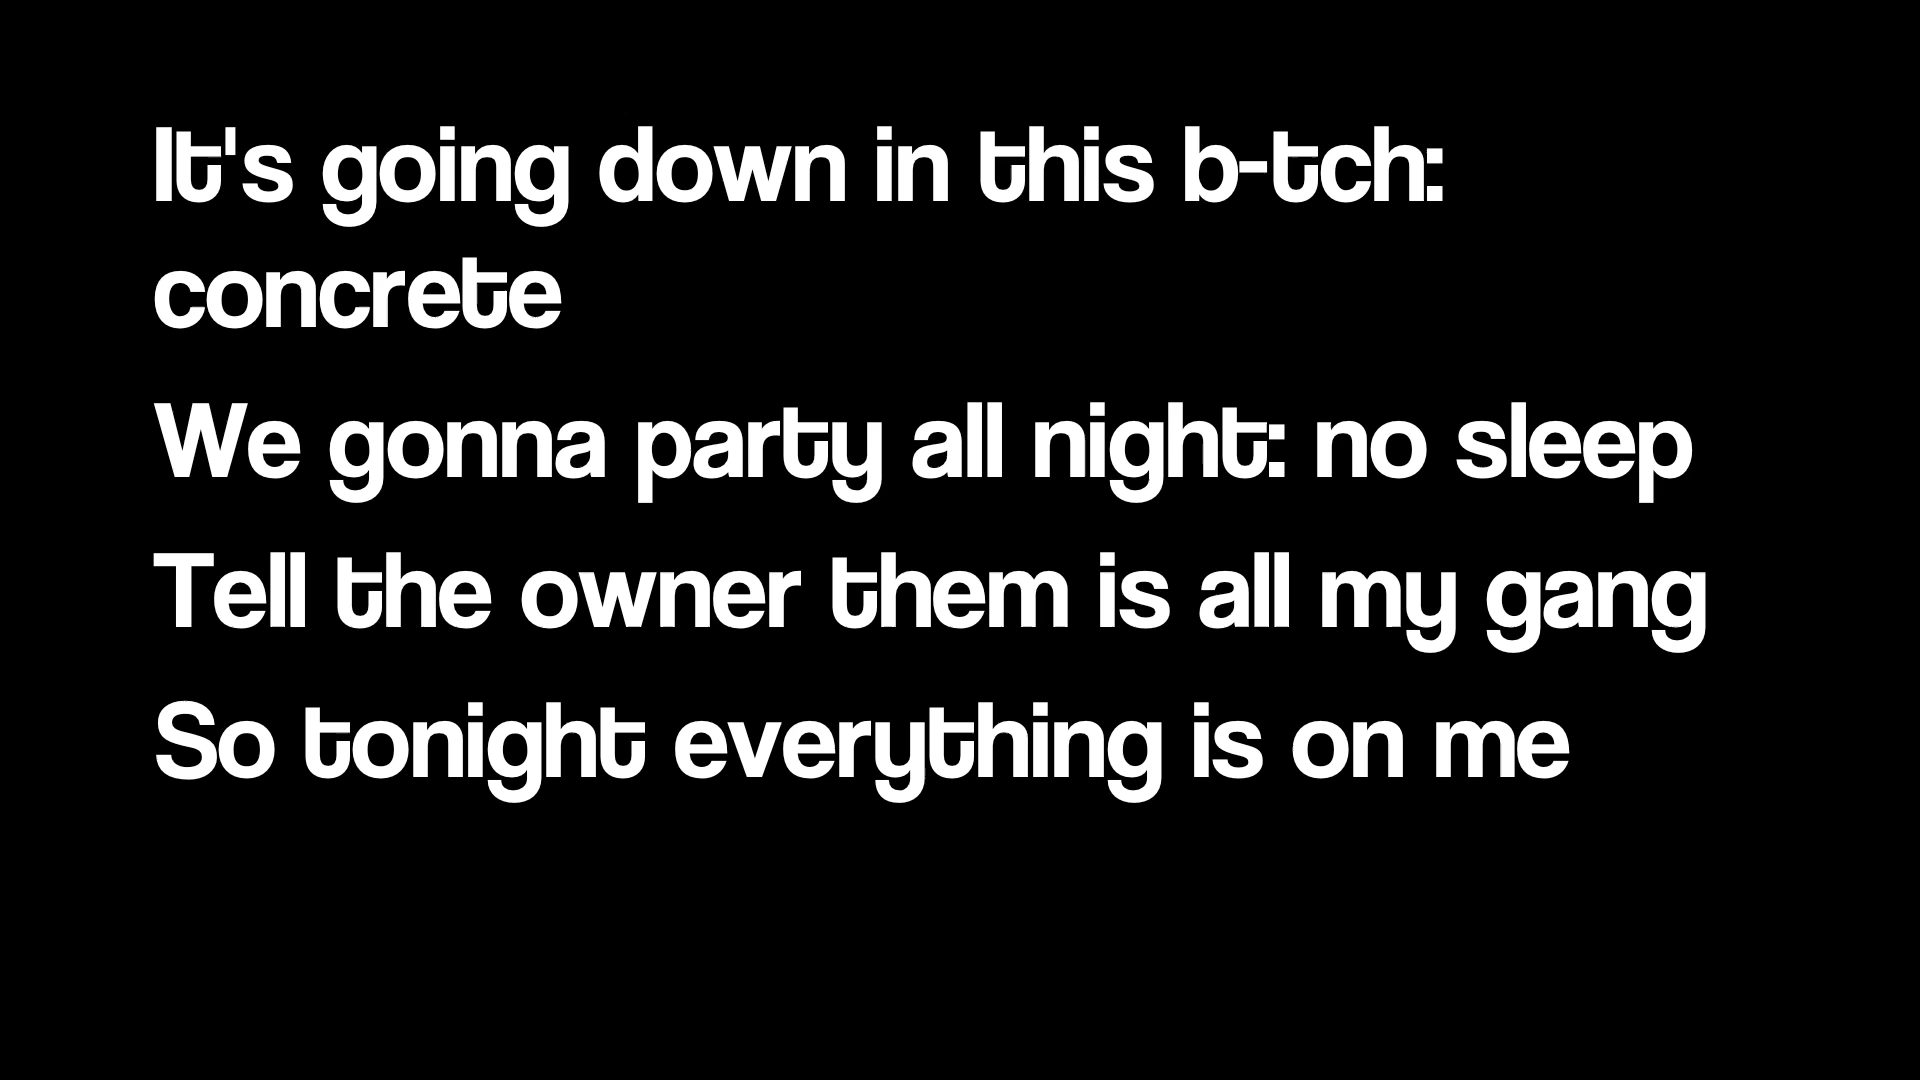 It's going down in this b-tch:
concrete
We gonna party all night: no sleep
Tell the owner them is all my gang
So tonight everything is on me